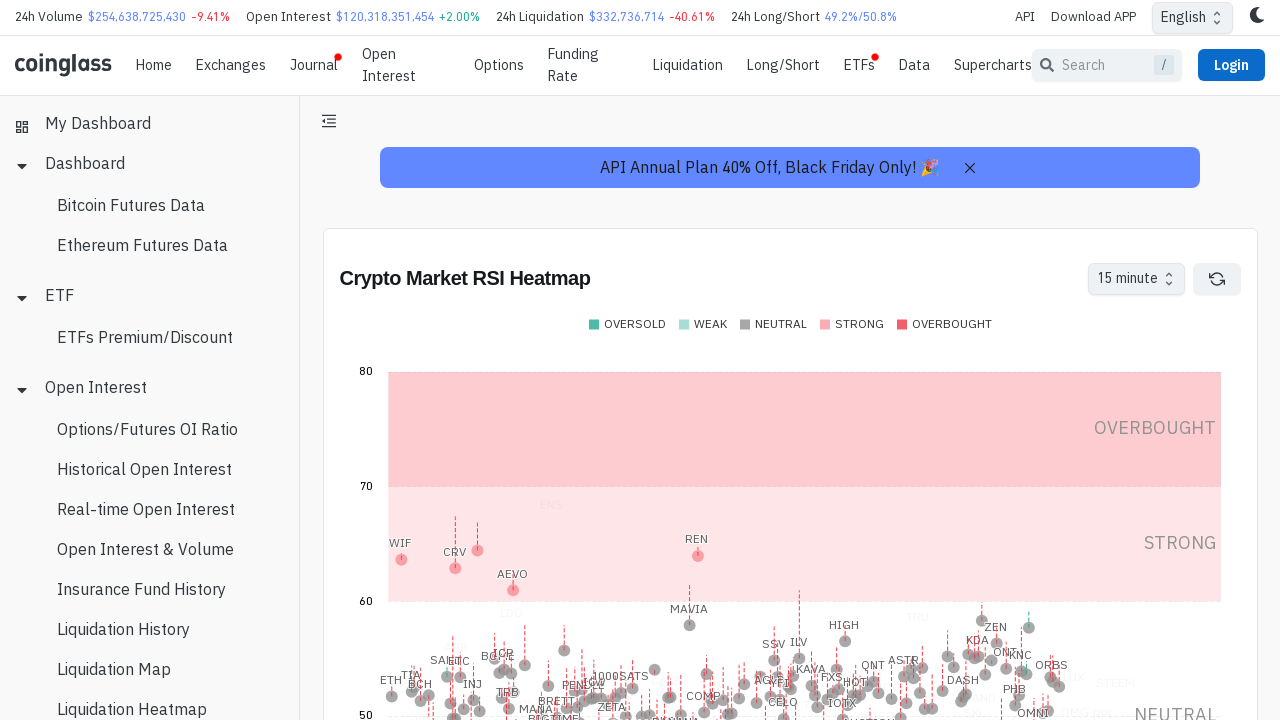 24h Volume $254,638,725,430 -9.41% Open Interest $120,318,351,454 +2.00% 24h Liquidation $332,736,714 -40.61% 24h Long/Short 49.2%/50.8% API Download APP English
coinglass Home Exchanges Journal Open Interest Options Funding Rate Liquidation Long/Short ETFs Data Supercharts Search / Login
My Dashboard
Dashboard
Bitcoin Futures Data
Ethereum Futures Data
ETF
ETFs Premium/Discount
Open Interest
Options/Futures OI Ratio
Historical Open Interest
Real-time Open Interest
Open Interest & Volume
Insurance Fund History
Liquidation History
Liquidation Map
Liquidation Heatmap
API Annual Plan 40% Off, Black Friday Only! 🎉
Crypto Market RSI Heatmap 15 minute
OVERSOLD WEAK NEUTRAL STRONG OVERBOUGHT
80
OVERBOUGHT
70
ENS
WIF CRV REN STRONG
AEVO
60
LDO MAVIA TRU
HIGH ZEN
SSV ILV KDA
ICP ONT KNC
ETC ASTR ORBS
ETH TIA BCH INJ 1000SATS KAVA QNT DASH STEEM
TRB COMP FXS PHB
MANA ZETA CELO IOTX OMNI
50 BIGTIME NEUTRAL